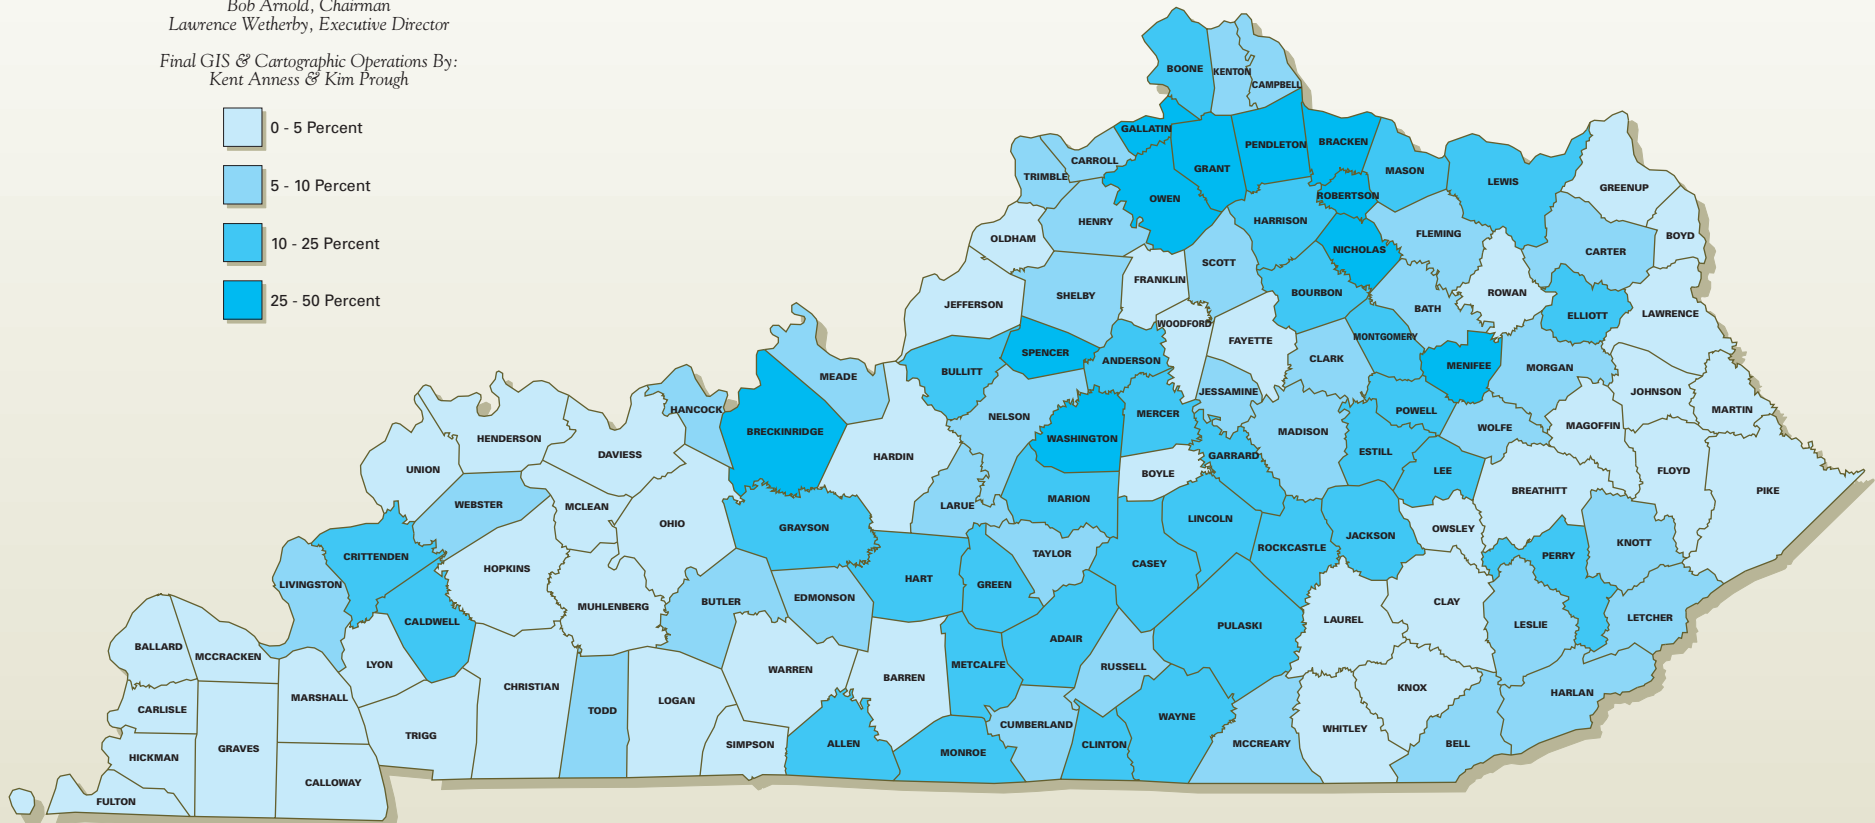 Bob Arnold, Chairman
Lawrence Wetherby, Executive Director
Final GIS & Cartographic Operations By:
Kent Anness & Kim Prough
0 - 5 Percent
5 - 10 Percent
10 - 25 Percent
25 - 50 Percent
BOONE
KENTON
CAMPBELL
GALLATIN
GRANT
PENDLETON
BRACKEN
CARROLL
TRIMBLE
OWEN
ROBERTSON
MASON
LEWIS
GREENUP
HENRY
HARRISON
NICHOLAS
FLEMING
CARTER
BOYD
OLDHAM
SCOTT
FRANKLIN
SHELBY
JEFFERSON
BOURBON
BATH
ROWAN
ELLIOTT
LAWRENCE
WOODFORD
FAYETTE
MONTGOMERY
SPENCER
ANDERSON
BULLITT
CLARK
MENIFEE
MORGAN
MEADE
JESSAMINE
JOHNSON
MARTIN
HANCOCK
BRECKINRIDGE
NELSON
WASHINGTON
MERCER
MADISON
POWELL
WOLFE
MAGOFFIN
HENDERSON
DAVIESS
HARDIN
GARRARD
ESTILL
LEE
UNION
BOYLE
BREATHITT
FLOYD
PIKE
WEBSTER
MCLEAN
OHIO
GRAYSON
LARUE
MARION
LINCOLN
ROCKCASTLE
JACKSON
OWSLEY
PERRY
KNOTT
CRITTENDEN
HOPKINS
TAYLOR
CASEY
LIVINGSTON
HART
GREEN
CALDWELL
MUHLENBERG
BUTLER
EDMONSON
ADAIR
PULASKI
LAUREL
CLAY
LESLIE
LETCHER
BALLARD
MCCRACKEN
LYON
WARREN
BARREN
METCALFE
RUSSELL
MARSHALL
CHRISTIAN
TODD
LOGAN
KNOX
HARLAN
CARLISLE
TRIGG
SIMPSON
ALLEN
MONROE
CUMBERLAND
CLINTON
WAYNE
MCCREARY
WHITLEY
BELL
HICKMAN
GRAVES
CALLOWAY
FULTON